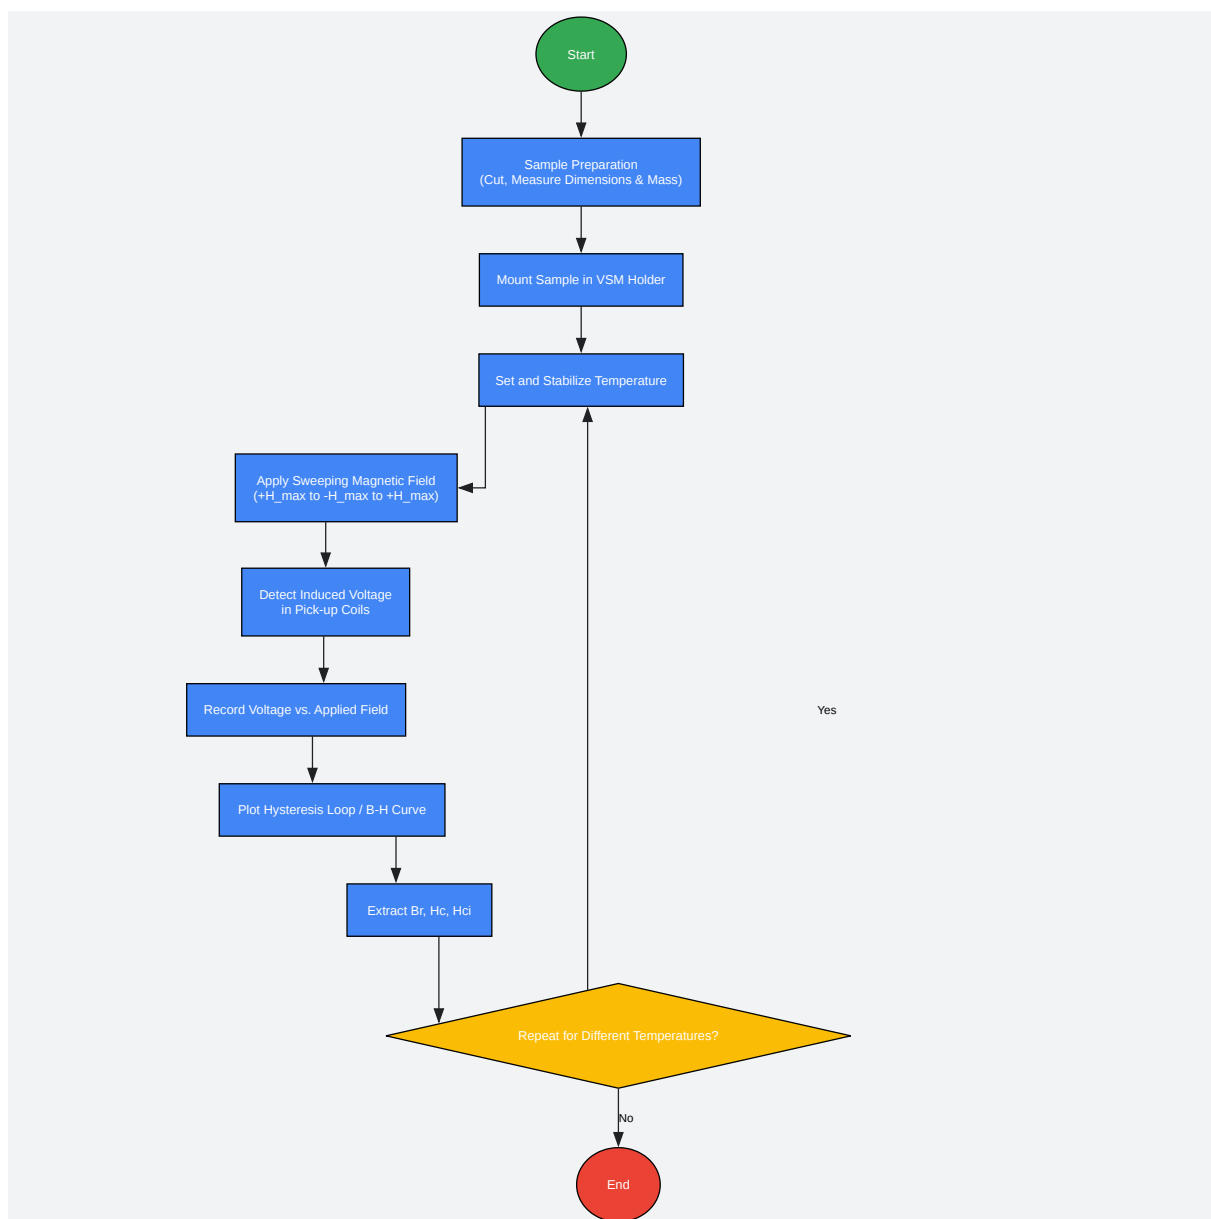 Start
Sample Preparation
(Cut, Measure Dimensions & Mass)
Mount Sample in VSM Holder
Set and Stabilize Temperature
Apply Sweeping Magnetic Field
(+H_max to -H_max to +H_max)
Detect Induced Voltage
in Pick-up Coils
Record Voltage vs. Applied Field
Yes
Plot Hysteresis Loop / B-H Curve
Extract Br, Hc, Hci
Repeat for Different Temperatures?
No
End